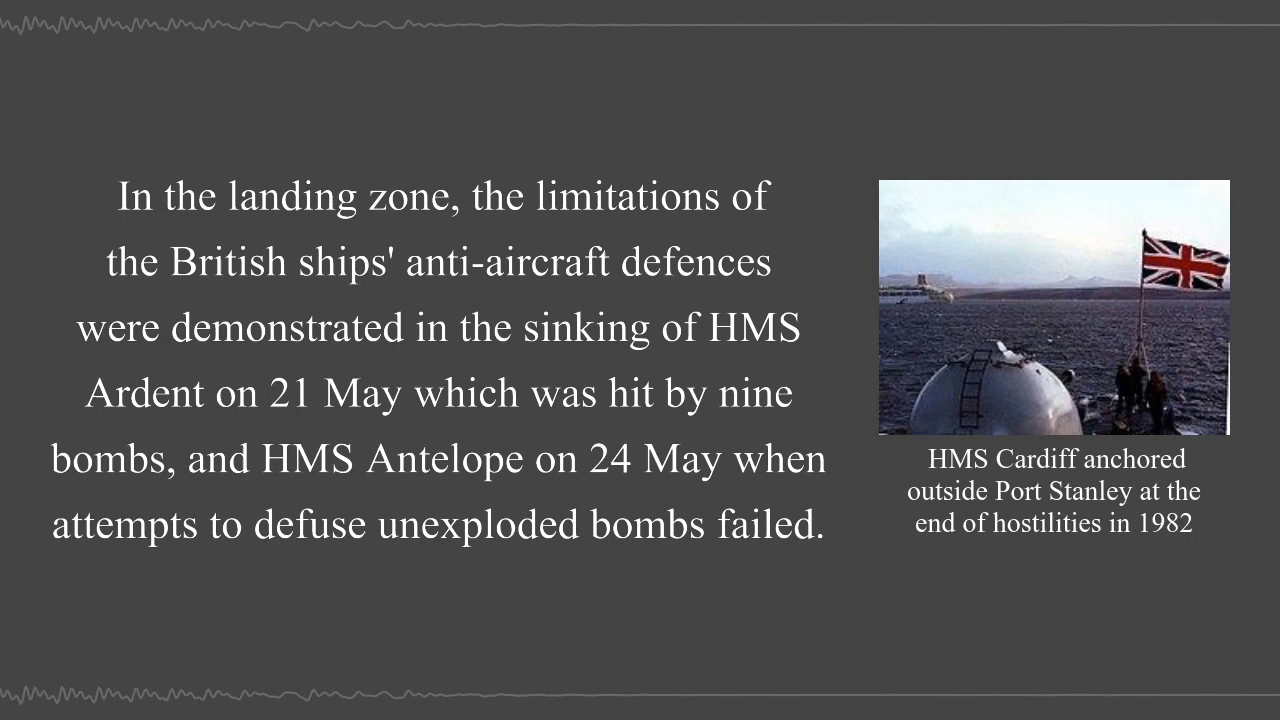 In the landing zone, the limitations of
the British ships' anti-aircraft defences
were demonstrated in the sinking of HMS
Ardent on 21 May which was hit by nine
bombs, and HMS Antelope on 24 May when
attempts to defuse unexploded bombs failed.
HMS Cardiff anchored
outside Port Stanley at the
end of hostilities in 1982